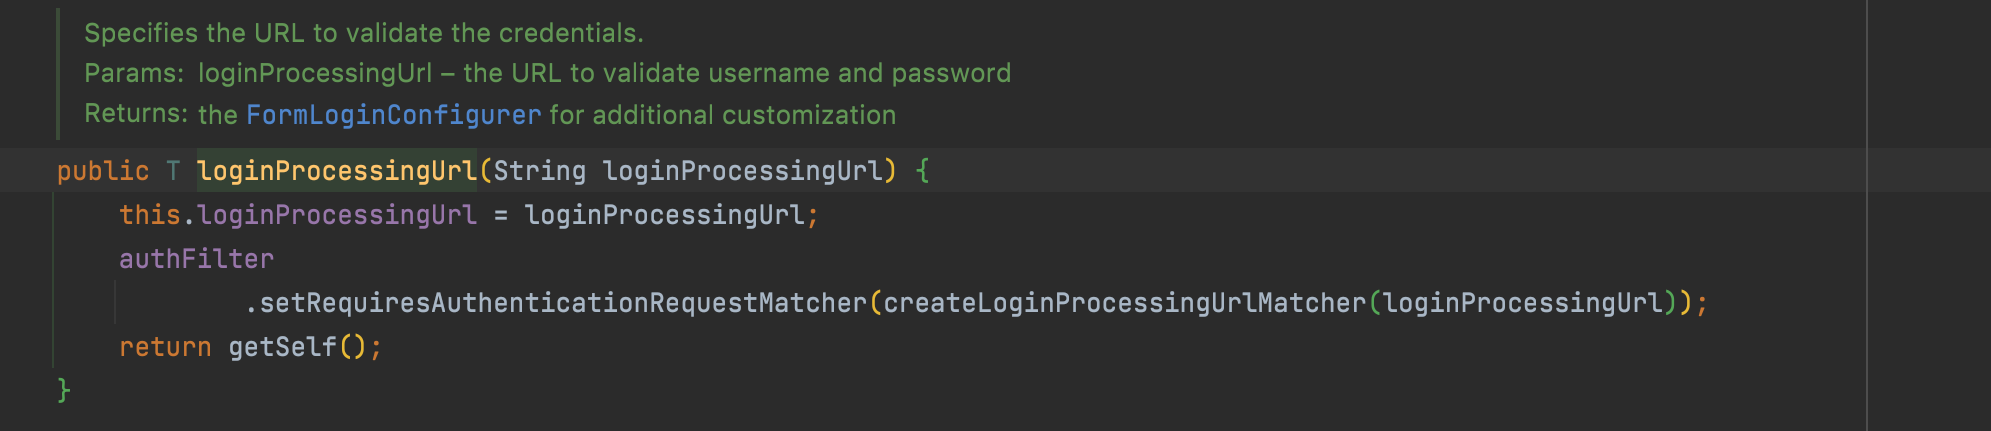 Specifies the URL to validate the credentials.
Params: loginProcessingUrl – the URL to validate username and password
Returns: the FormLoginConfigurer for additional customization
public T loginProcessingUrl(String loginProcessingUrl) {
this.loginProcessingUrl = loginProcessingUrl;
authFilter
.setRequiresAuthenticationRequestMatcher(createLoginProcessingUrlMatcher(loginProcessingUrl));
return getSelf();
}